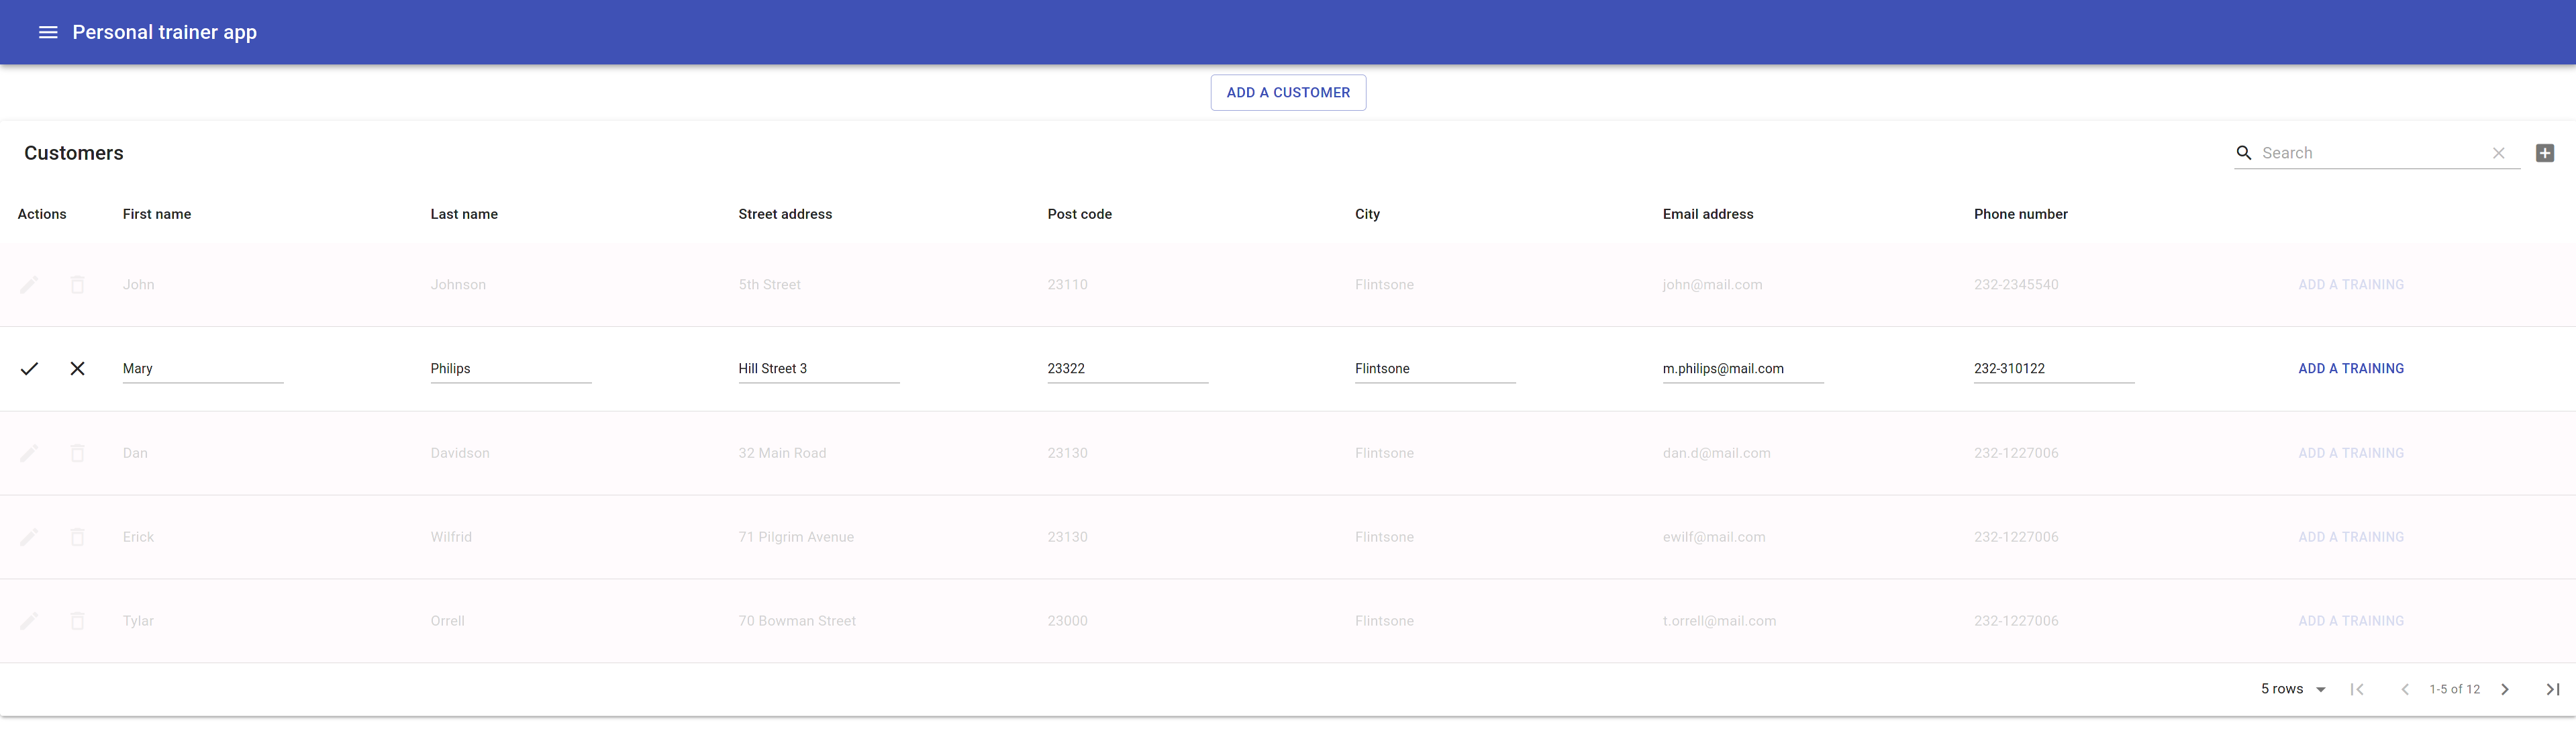 Personal trainer app
ADD A CUSTOMER
Customers
Search
Actions First name Last name Street address Post code City Email address Phone number
John Johnson 5th Street 23110 Flintsone john@mail.com 232-2345540 ADD A TRAINING
Mary Philips Hill Street 3 23322 Flintsone m.philips@mail.com 232-310122 ADD A TRAINING
Dan Davidson 32 Main Road 23130 Flintsone dan.d@mail.com 232-1227006 ADD A TRAINING
Erick Wilfrid 71 Pilgrim Avenue 23130 Flintsone ewilf@mail.com 232-1227006 ADD A TRAINING
Tylar Orrell 70 Bowman Street 23000 Flintsone t.orrell@mail.com 232-1227006 ADD A TRAINING
5 rows 1-5 of 12